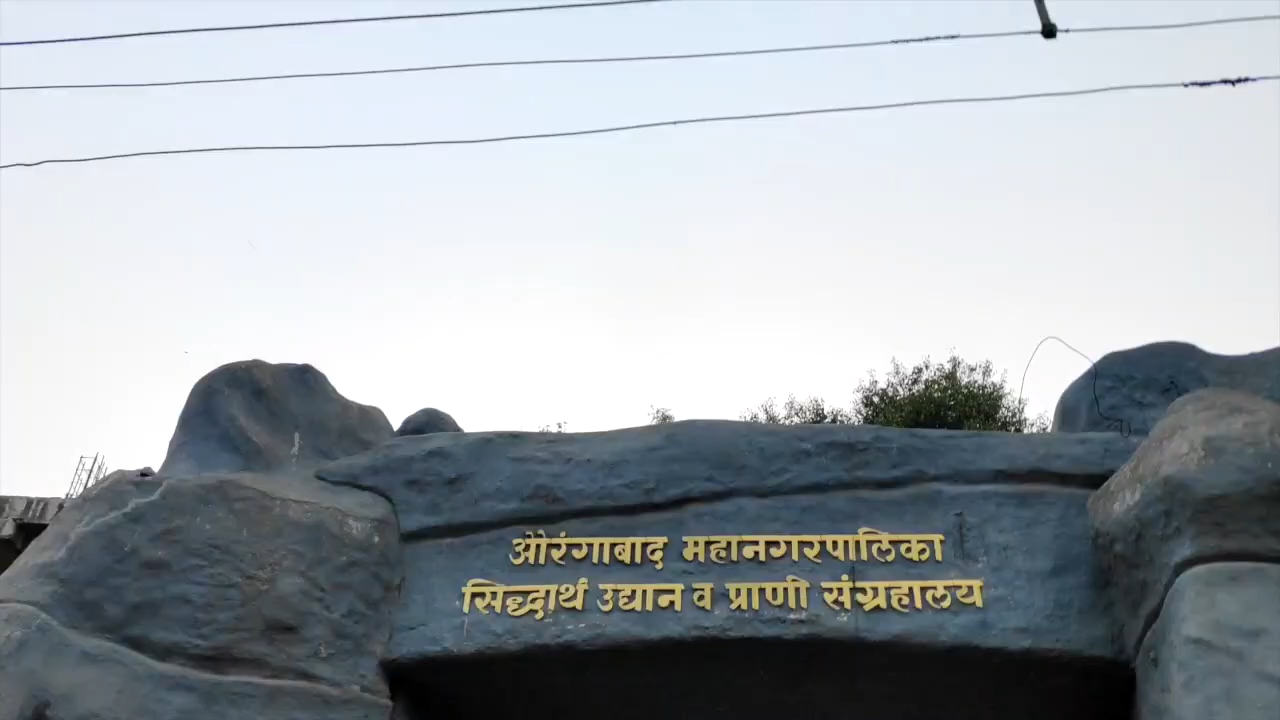 औरंगाबाद महानगरपालिका
सिद्धार्थ उद्यान व प्राणी संग्रहालय